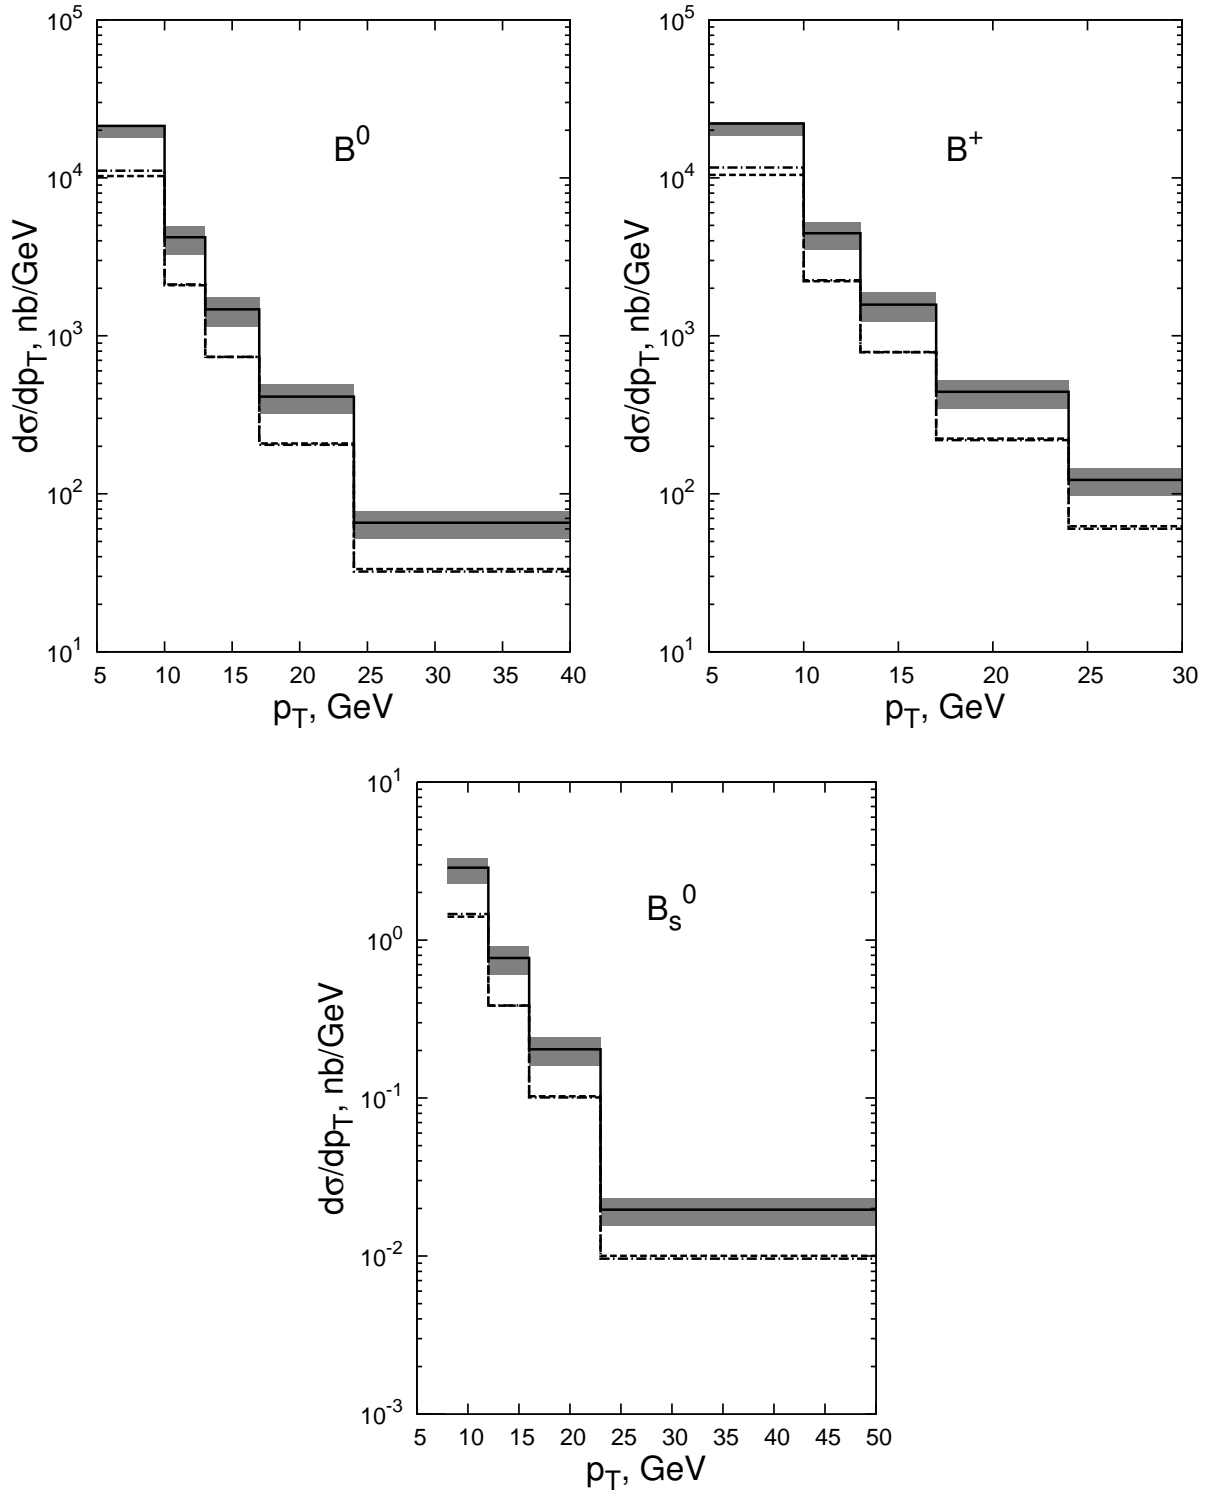 10^5
10^4
10^3
10^2
10^1
dσ/dp_T, nb/GeV
B^0
5 10 15 20 25 30 35 40
p_T, GeV
10^5
10^4
10^3
10^2
10^1
dσ/dp_T, nb/GeV
B^+
5 10 15 20 25 30
p_T, GeV
10^1
10^0
10^-1
10^-2
10^-3
dσ/dp_T, nb/GeV
B_s^0
5 10 15 20 25 30 35 40 45 50
p_T, GeV